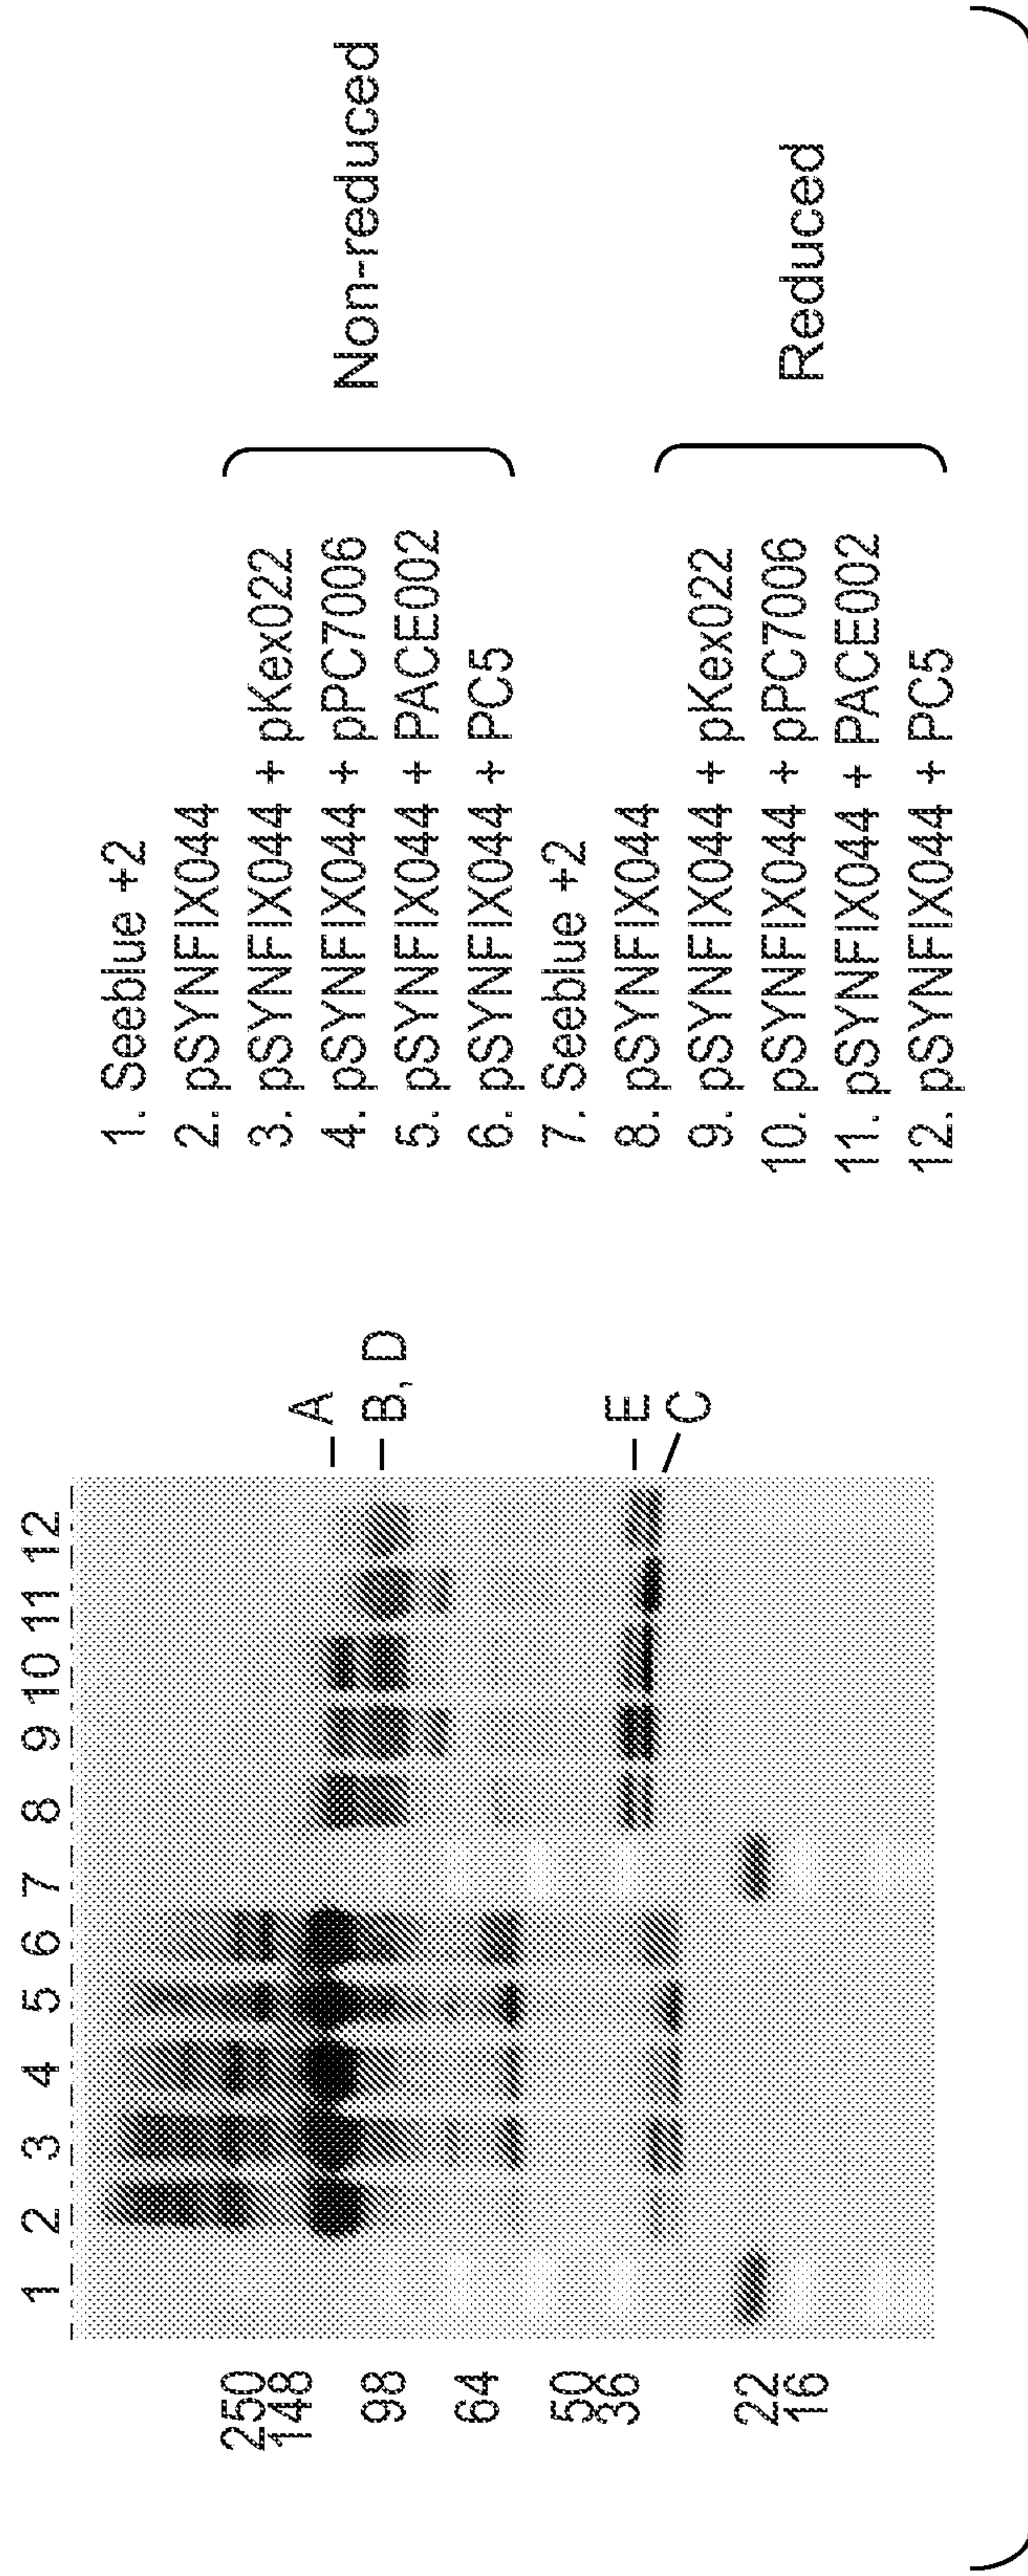 1 2 3 4 5 6 7 8 9 10 11 12
250
148
98
64
50
36
22
16
A
B, D
E
C
1. Seeblue +2
2. pSYNFIX044
3. pSYNFIX044 + pKex022
4. pSYNFIX044 + pPC7006
5. pSYNFIX044 + PACE002
6. pSYNFIX044 + PC5
Non-reduced
7. Seeblue +2
8. pSYNFIX044
9. pSYNFIX044 + pKex022
10. pSYNFIX044 + pPC7006
11. pSYNFIX044 + PACE002
12. pSYNFIX044 + PC5
Reduced